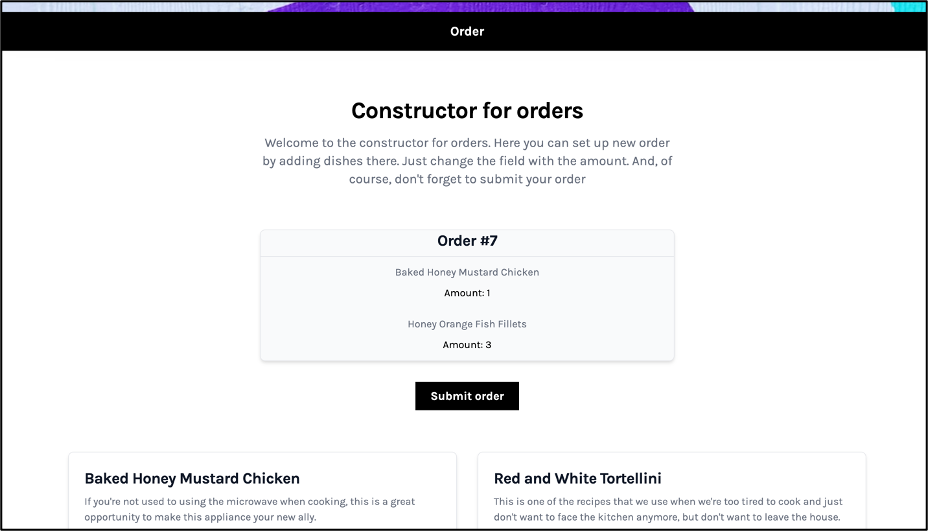 Order
Constructor for orders
Welcome to the constructor for orders. Here you can set up new order
by adding dishes there. Just change the field with the amount. And, of
course, don't forget to submit your order
Order #7
Baked Honey Mustard Chicken
Amount: 1
Honey Orange Fish Fillets
Amount: 3
Submit order
Baked Honey Mustard Chicken
If you're not used to using the microwave when cooking, this is a great
opportunity to make this appliance your new ally.
Red and White Tortellini
This is one of the recipes that we use when we're too tired to cook and just
don't want to face the kitchen anymore, but don't want to leave the house.